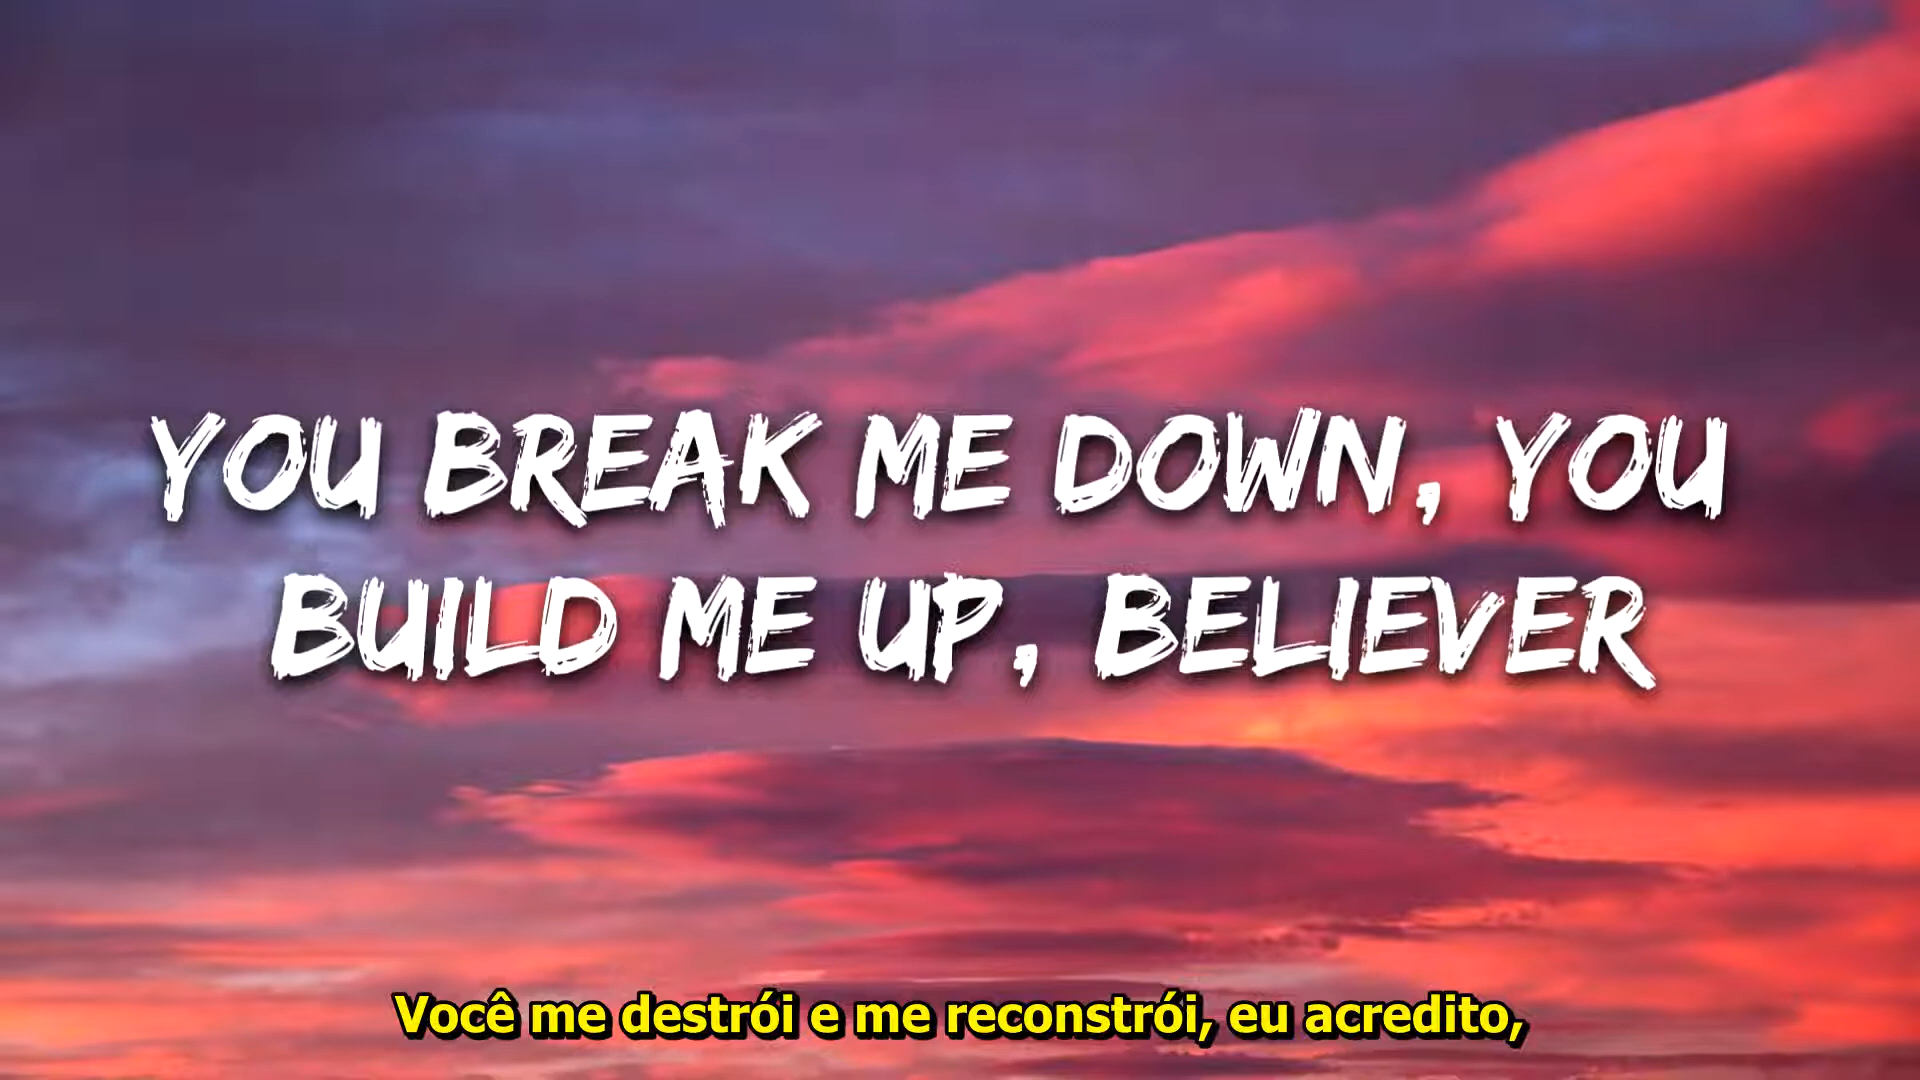 YOU BREAK ME DOWN, YOU
BUILD ME UP, BELIEVER
Você me destrói e me reconstrói, eu acredito,